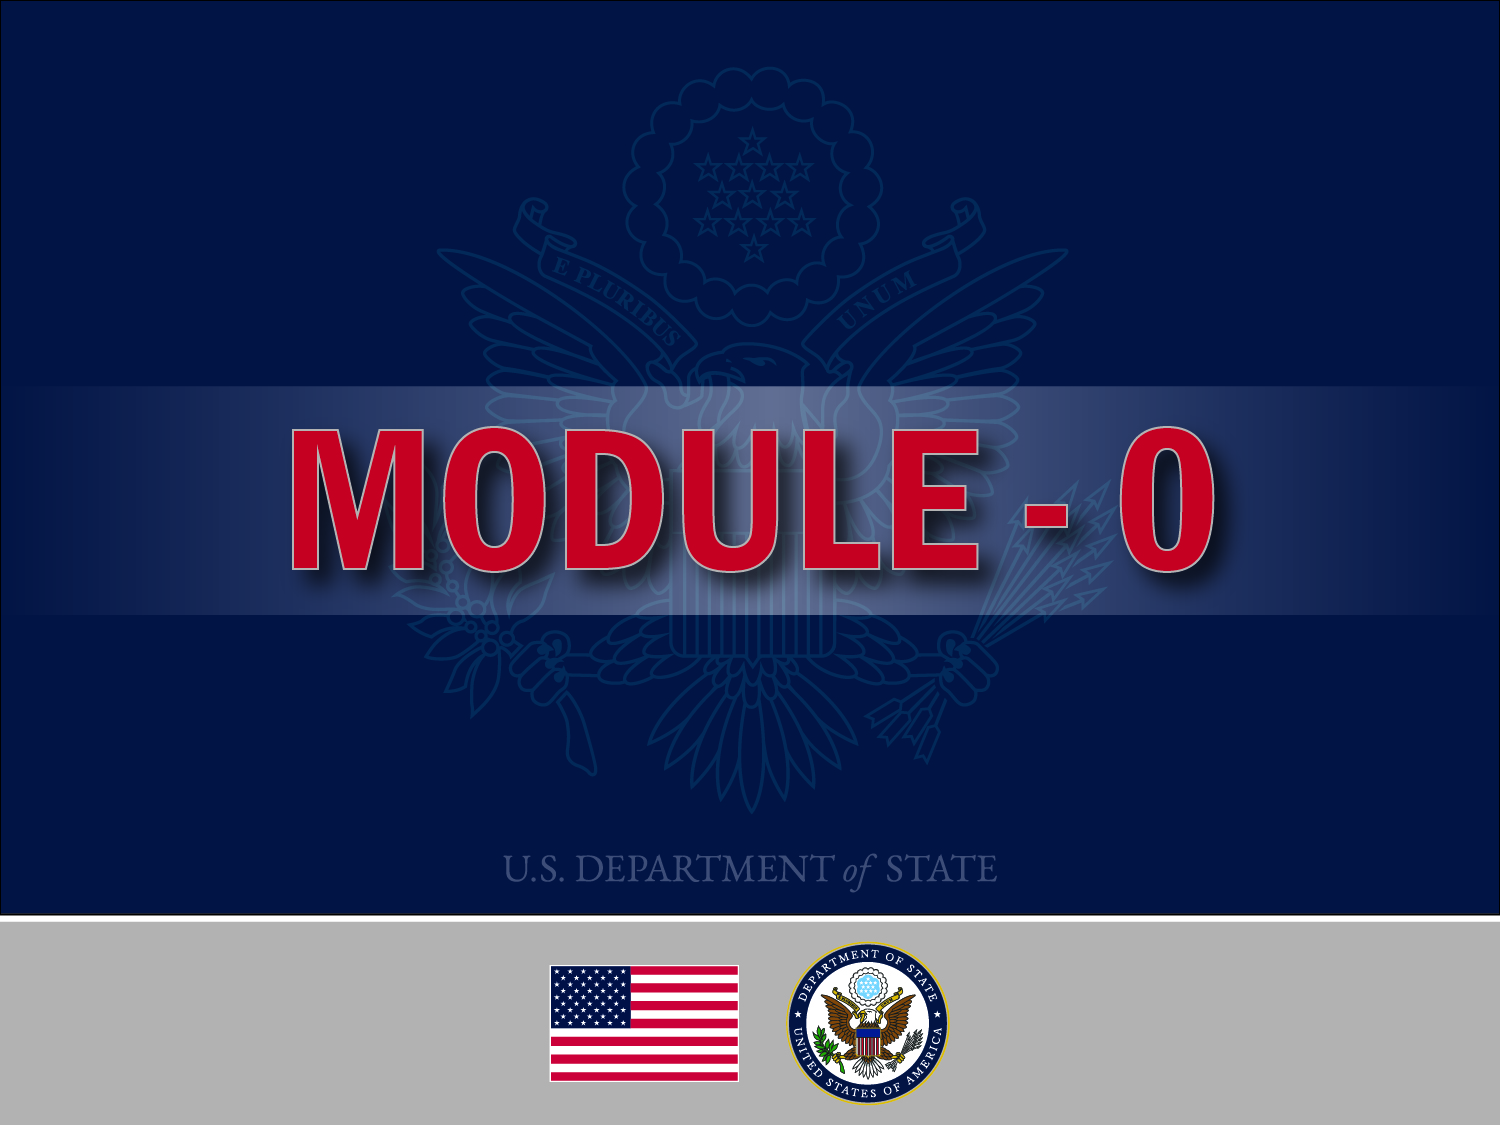 E PLURIBUS UNUM
MODULE - 0
U.S. DEPARTMENT of STATE
DEPARTMENT OF STATE
UNITED STATES OF AMERICA